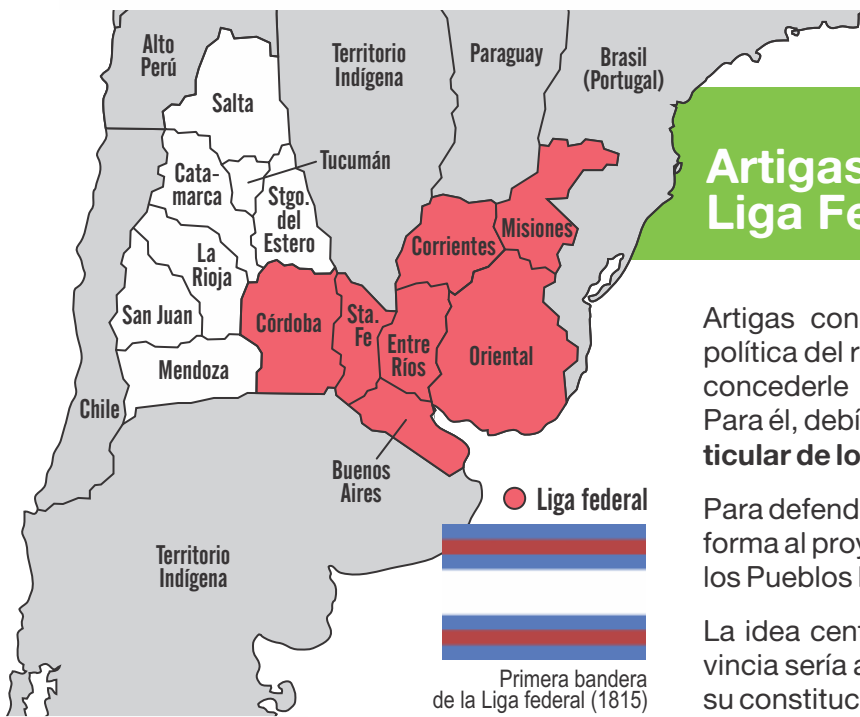 Alto
Perú
Territorio
Indígena
Paraguay
Brasil
(Portugal)
Salta
Tucumán
Cata-
marca
Stgo.
del
Estero
La
Rioja
San Juan
Córdoba
Sta.
Fe
Entre
Ríos
Corrientes
Misiones
Oriental
Mendoza
Chile
Buenos
Aires
Territorio
Indígena
Liga federal
Primera bandera
de la Liga federal (1815)
Artigas
Liga Fe
Artigas con
política del r
concederle
Para él, debí
ticular de lo
Para defend
forma al proy
los Pueblos
La idea cent
vincia sería a
su constituc